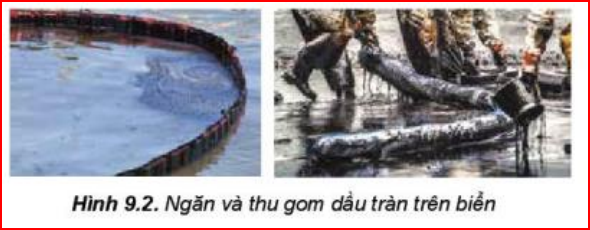 Hình 9.2. Ngăn và thu gom dầu tràn trên biển